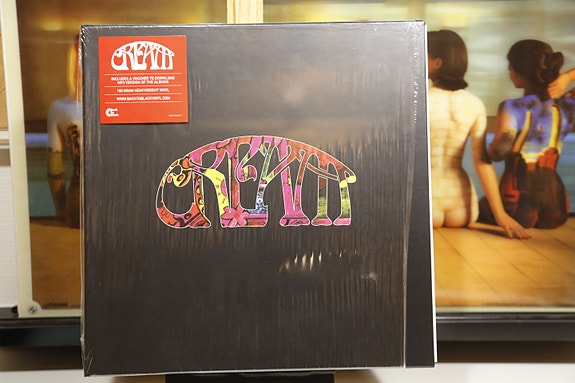 CREAM
INCLUDES A VOUCHER TO DOWNLOAD
MP3 VERSION OF THE ALBUMS
180 GRAM HEAVYWEIGHT VINYL
WWW.BACKTOBLACKVINYL.COM
CREAM